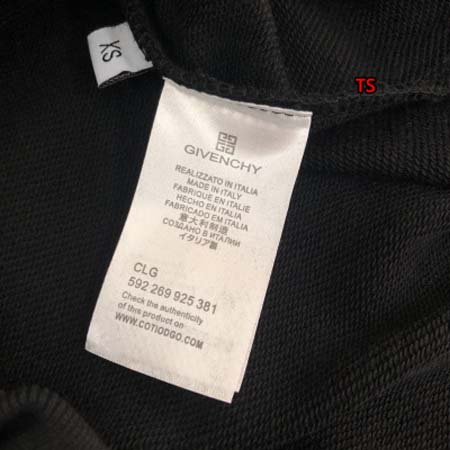 XS
TS
GIVENCHY
REALIZZATO IN ITALIA
MADE IN ITALY
FABRIQUE EN ITALIE
HECHO EN ITALIA
FABRICADO EM ITALIA
意大利制造
СОЗДАНО В ИТАЛИИ
イタリア製
CLG
592 269 925 381
Check the authenticity
of this product on
WWW.COTIODGO.COM